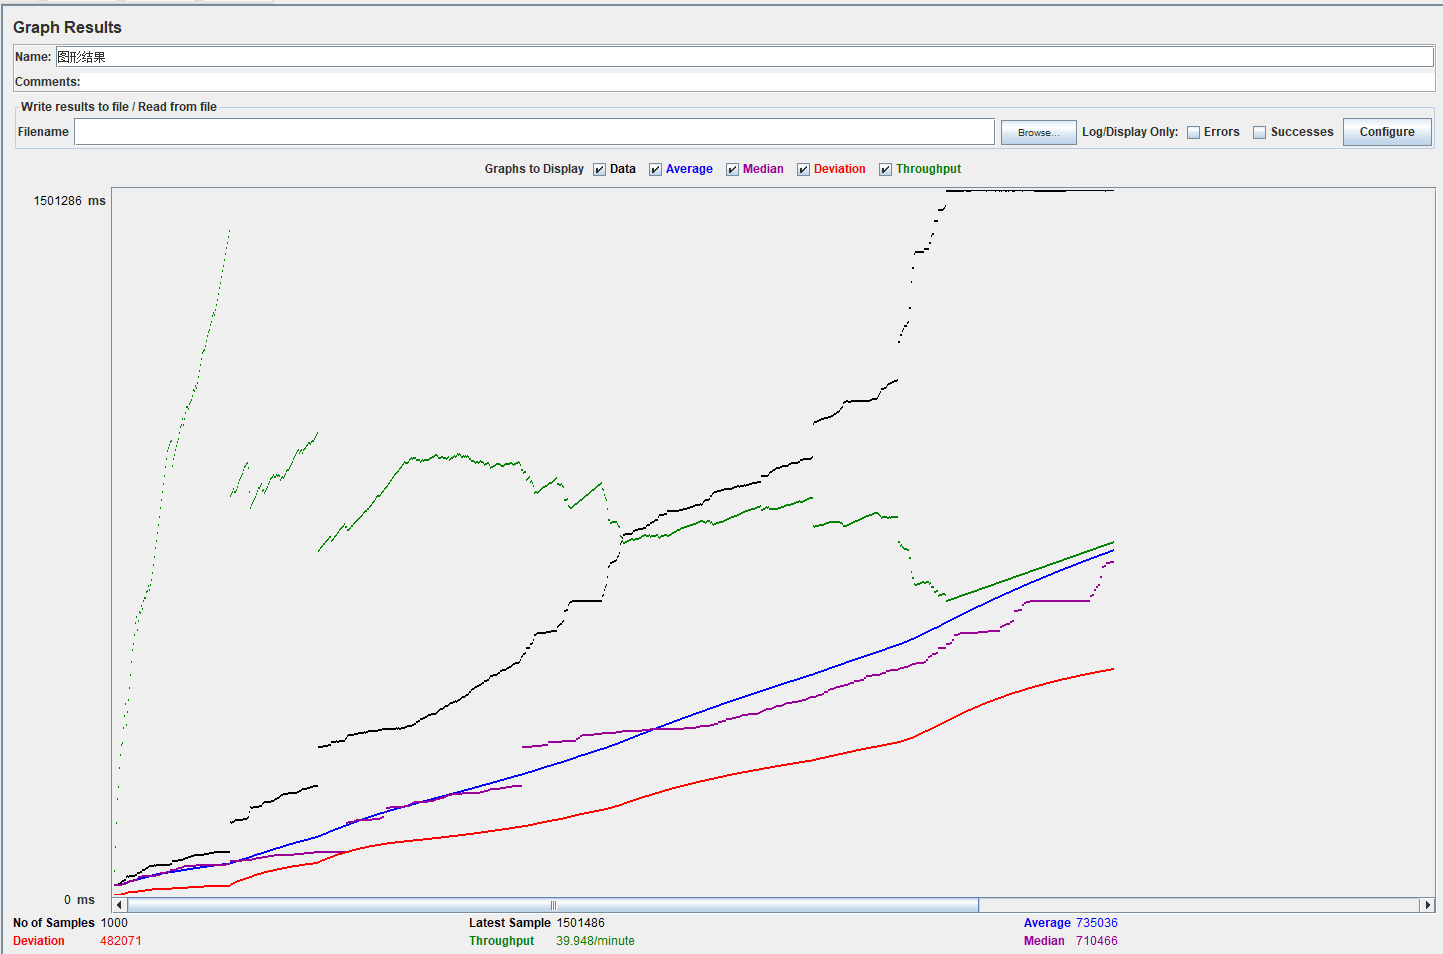 Graph Results
Name: 图形结果
Comments:
Write results to file / Read from file
Filename Browse... Log/Display Only: Errors Successes Configure
Graphs to Display Data Average Median Deviation Throughput
1501286 ms
0 ms
No of Samples 1000 Latest Sample 1501486 Average 735036
Deviation 482071 Throughput 39.948/minute Median 710466